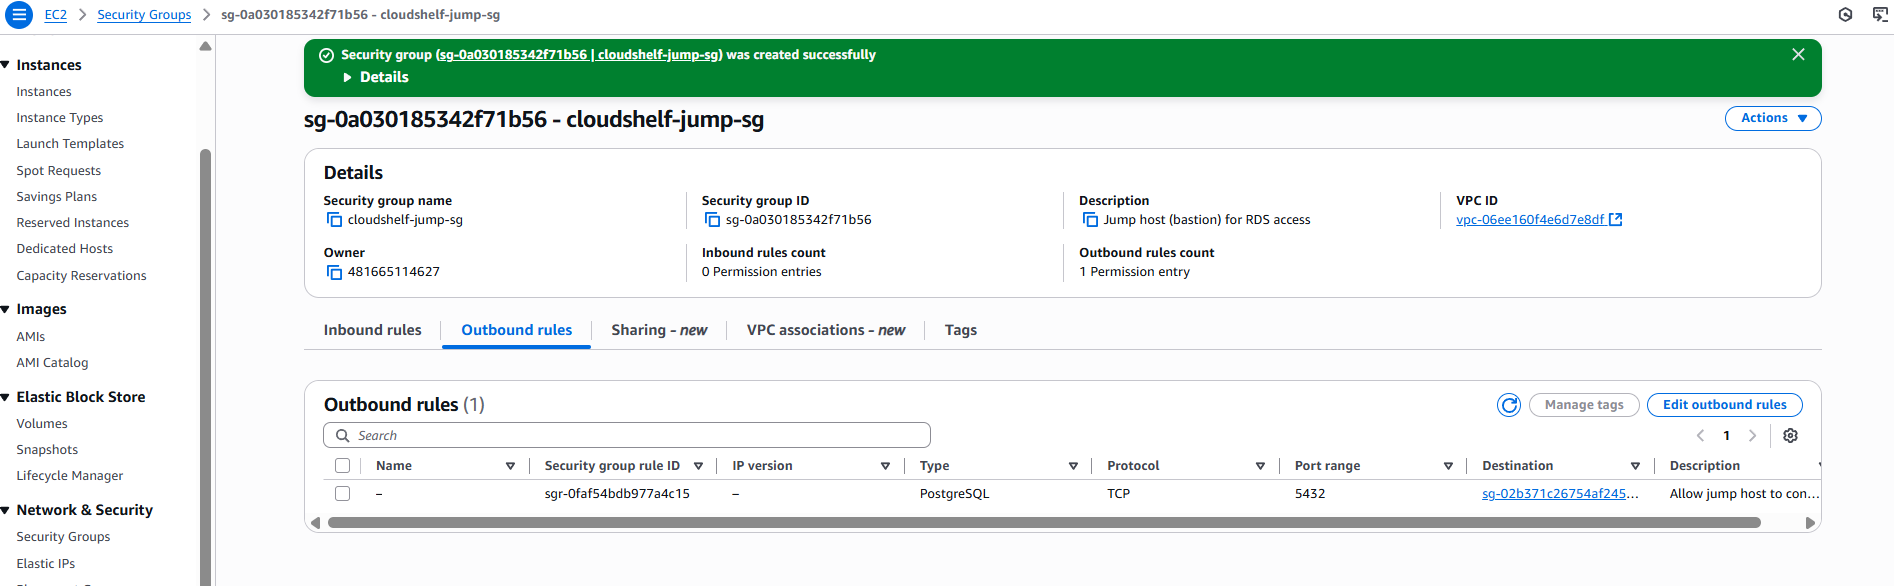 EC2 > Security Groups > sg-0a030185342f71b56 - cloudshelf-jump-sg
Instances
Instances
Instance Types
Launch Templates
Spot Requests
Savings Plans
Reserved Instances
Dedicated Hosts
Capacity Reservations
Images
AMIs
AMI Catalog
Elastic Block Store
Volumes
Snapshots
Lifecycle Manager
Network & Security
Security Groups
Elastic IPs
Security group (sg-0a030185342f71b56 | cloudshelf-jump-sg) was created successfully
Details
sg-0a030185342f71b56 - cloudshelf-jump-sg
Actions
Details
Security group name
cloudshelf-jump-sg
Security group ID
sg-0a030185342f71b56
Description
Jump host (bastion) for RDS access
VPC ID
vpc-06ee160f4e6d7e8df
Owner
481665114627
Inbound rules count
0 Permission entries
Outbound rules count
1 Permission entry
Inbound rules
Outbound rules
Sharing - new
VPC associations - new
Tags
Outbound rules (1)
Manage tags
Edit outbound rules
Search
1
Name Security group rule ID IP version Type Protocol Port range Destination Description
– sgr-0faf54bdb977a4c15 – PostgreSQL TCP 5432 sg-02b371c26754af245... Allow jump host to con...